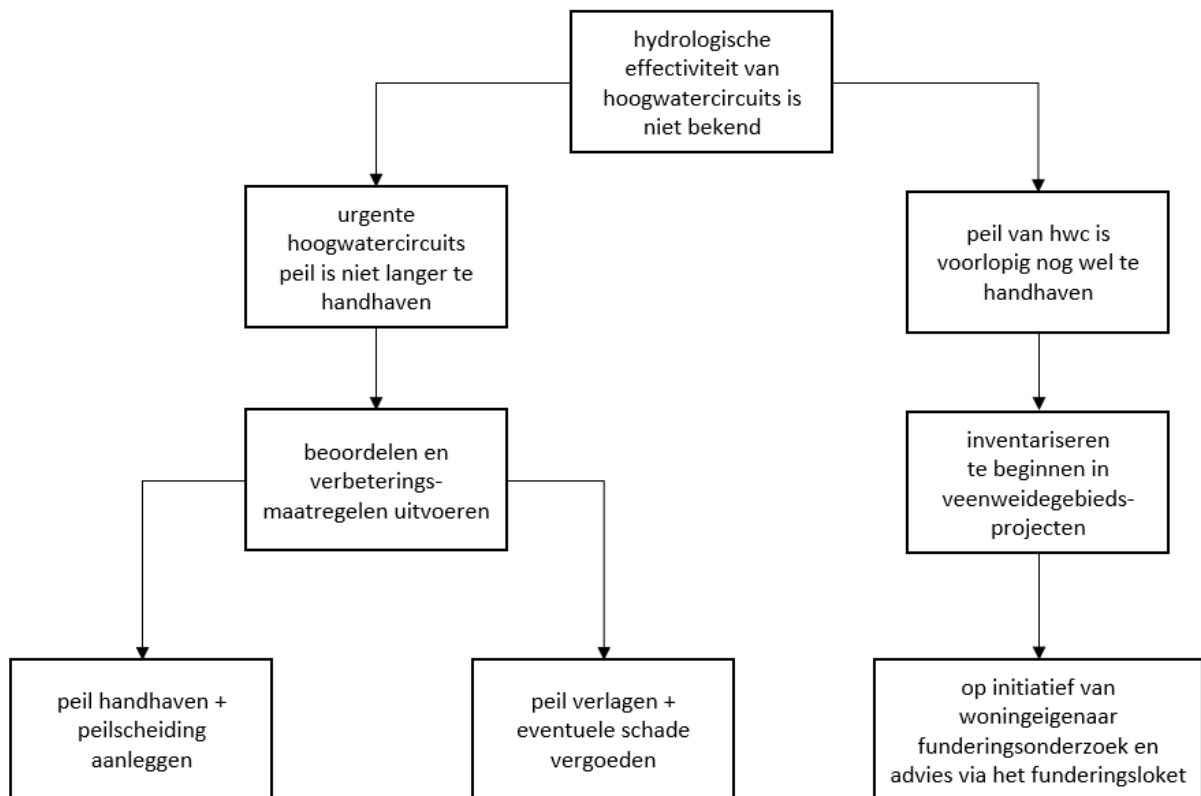 hydrologische
effectiviteit van
hoogwatercircuits is
niet bekend
urgente
hoogwatercircuits
peil is niet langer te
handhaven
peil van hwc is
voorlopig nog wel te
handhaven
beoordelen en
verbeterings-
maatregelen uitvoeren
inventariseren
te beginnen in
veenweidegebieds-
projecten
peil handhaven +
peilscheiding
aanleggen
peil verlagen +
eventuele schade
vergoeden
op initiatief van
woningeigenaar
funderingsonderzoek en
advies via het funderingsloket